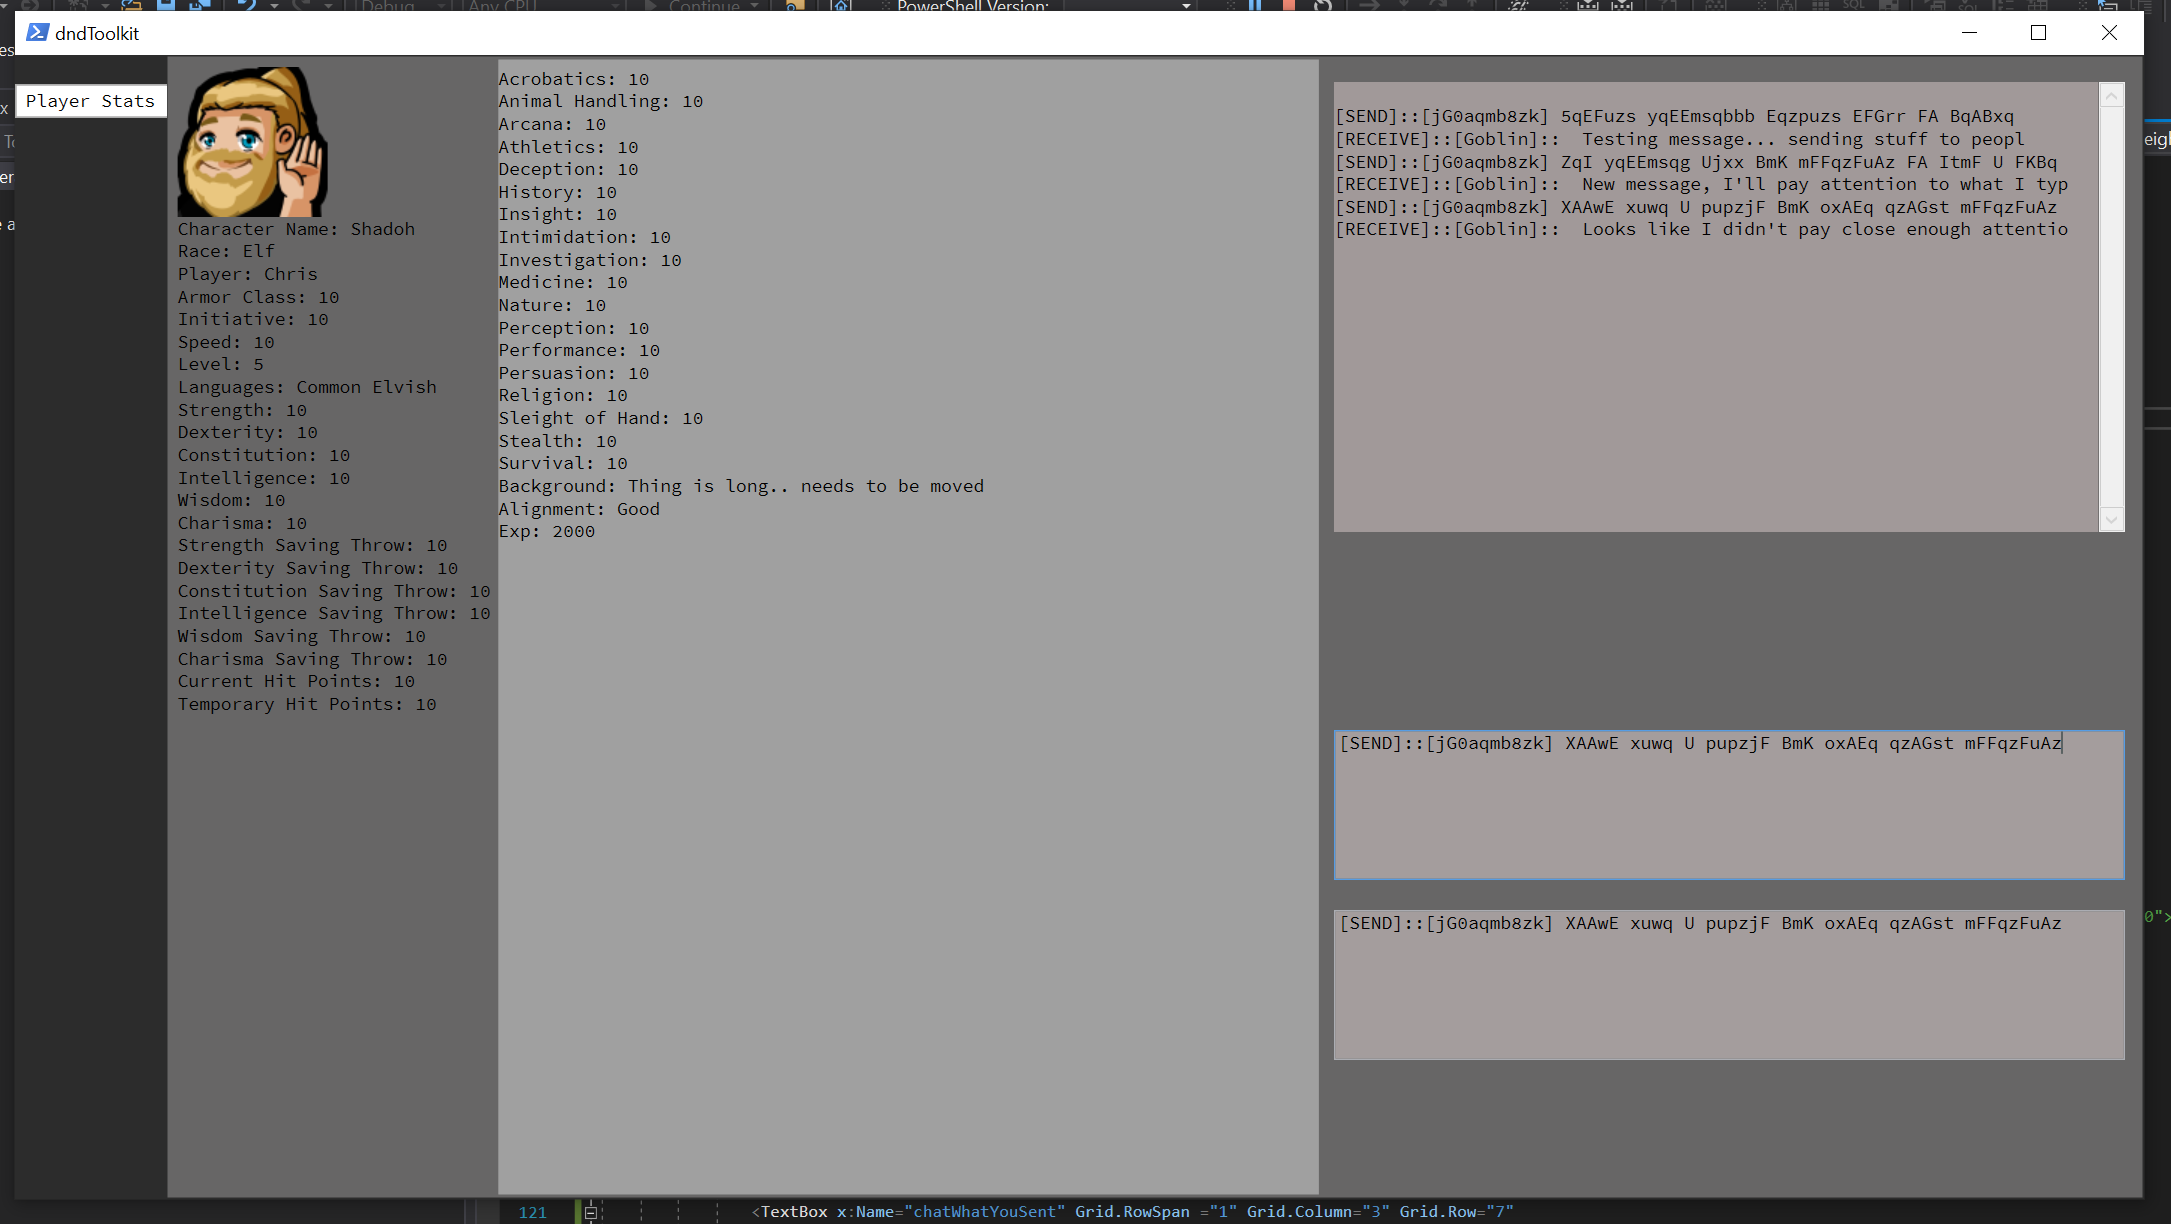 PowerShell Version:
dndToolkit
Player Stats
Character Name: Shadoh
Race: Elf
Player: Chris
Armor Class: 10
Initiative: 10
Speed: 10
Level: 5
Languages: Common Elvish
Strength: 10
Dexterity: 10
Constitution: 10
Intelligence: 10
Wisdom: 10
Charisma: 10
Strength Saving Throw: 10
Dexterity Saving Throw: 10
Constitution Saving Throw: 10
Intelligence Saving Throw: 10
Wisdom Saving Throw: 10
Charisma Saving Throw: 10
Current Hit Points: 10
Temporary Hit Points: 10
Acrobatics: 10
Animal Handling: 10
Arcana: 10
Athletics: 10
Deception: 10
History: 10
Insight: 10
Intimidation: 10
Investigation: 10
Medicine: 10
Nature: 10
Perception: 10
Performance: 10
Persuasion: 10
Religion: 10
Sleight of Hand: 10
Stealth: 10
Survival: 10
Background: Thing is long.. needs to be moved
Alignment: Good
Exp: 2000
[SEND]::[jG0aqmb8zk] 5qEFuzs yqEEmsqbbb Eqzpuzs EFGrr FA BqABxq
[RECEIVE]::[Goblin]::  Testing message... sending stuff to peopl
[SEND]::[jG0aqmb8zk] ZqI yqEEmsqg Ujxx BmK mFFqzFuAz FA ItmF U FKBq
[RECEIVE]::[Goblin]::  New message, I'll pay attention to what I typ
[SEND]::[jG0aqmb8zk] XAAwE xuwq U pupzjF BmK oxAEq qzAGst mFFqzFuAz
[RECEIVE]::[Goblin]::  Looks like I didn't pay close enough attentio
[SEND]::[jG0aqmb8zk] XAAwE xuwq U pupzjF BmK oxAEq qzAGst mFFqzFuAz
[SEND]::[jG0aqmb8zk] XAAwE xuwq U pupzjF BmK oxAEq qzAGst mFFqzFuAz
121 <TextBox x:Name="chatWhatYouSent" Grid.RowSpan ="1" Grid.Column="3" Grid.Row="7"